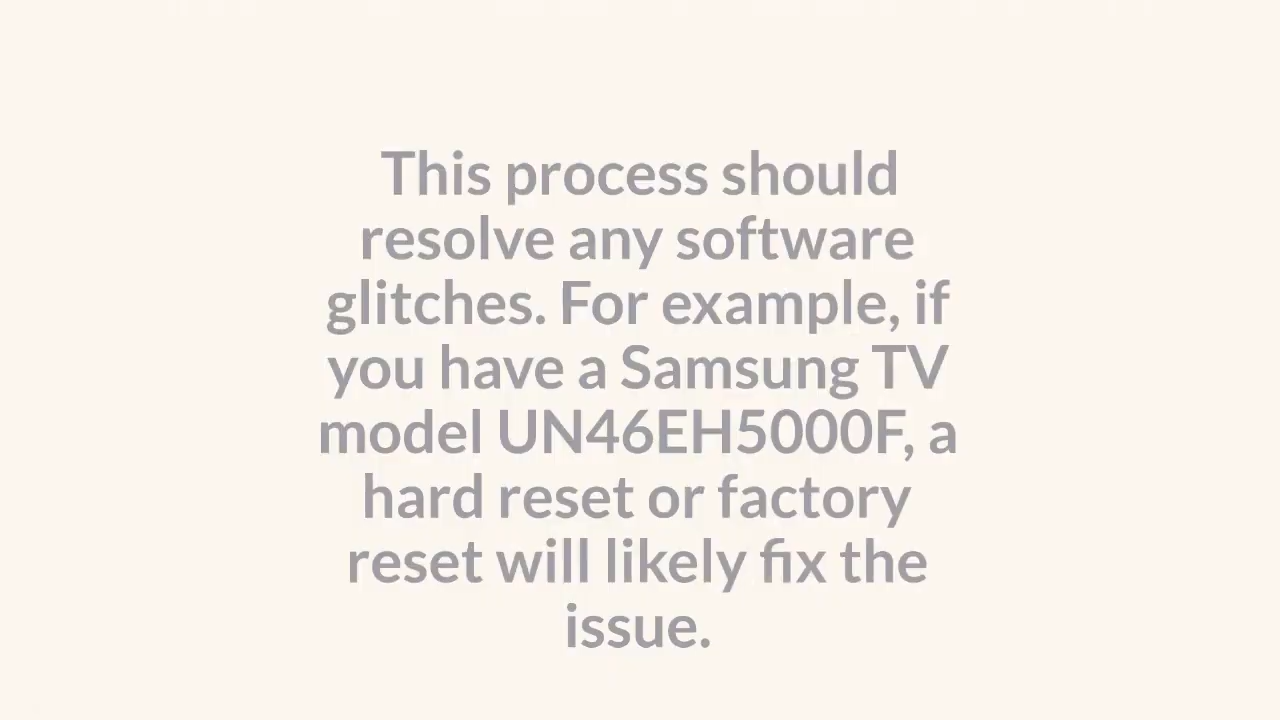 This process should
resolve any software
glitches. For example, if
you have a Samsung TV
model UN46EH5000F, a
hard reset or factory
reset will likely fix the
issue.